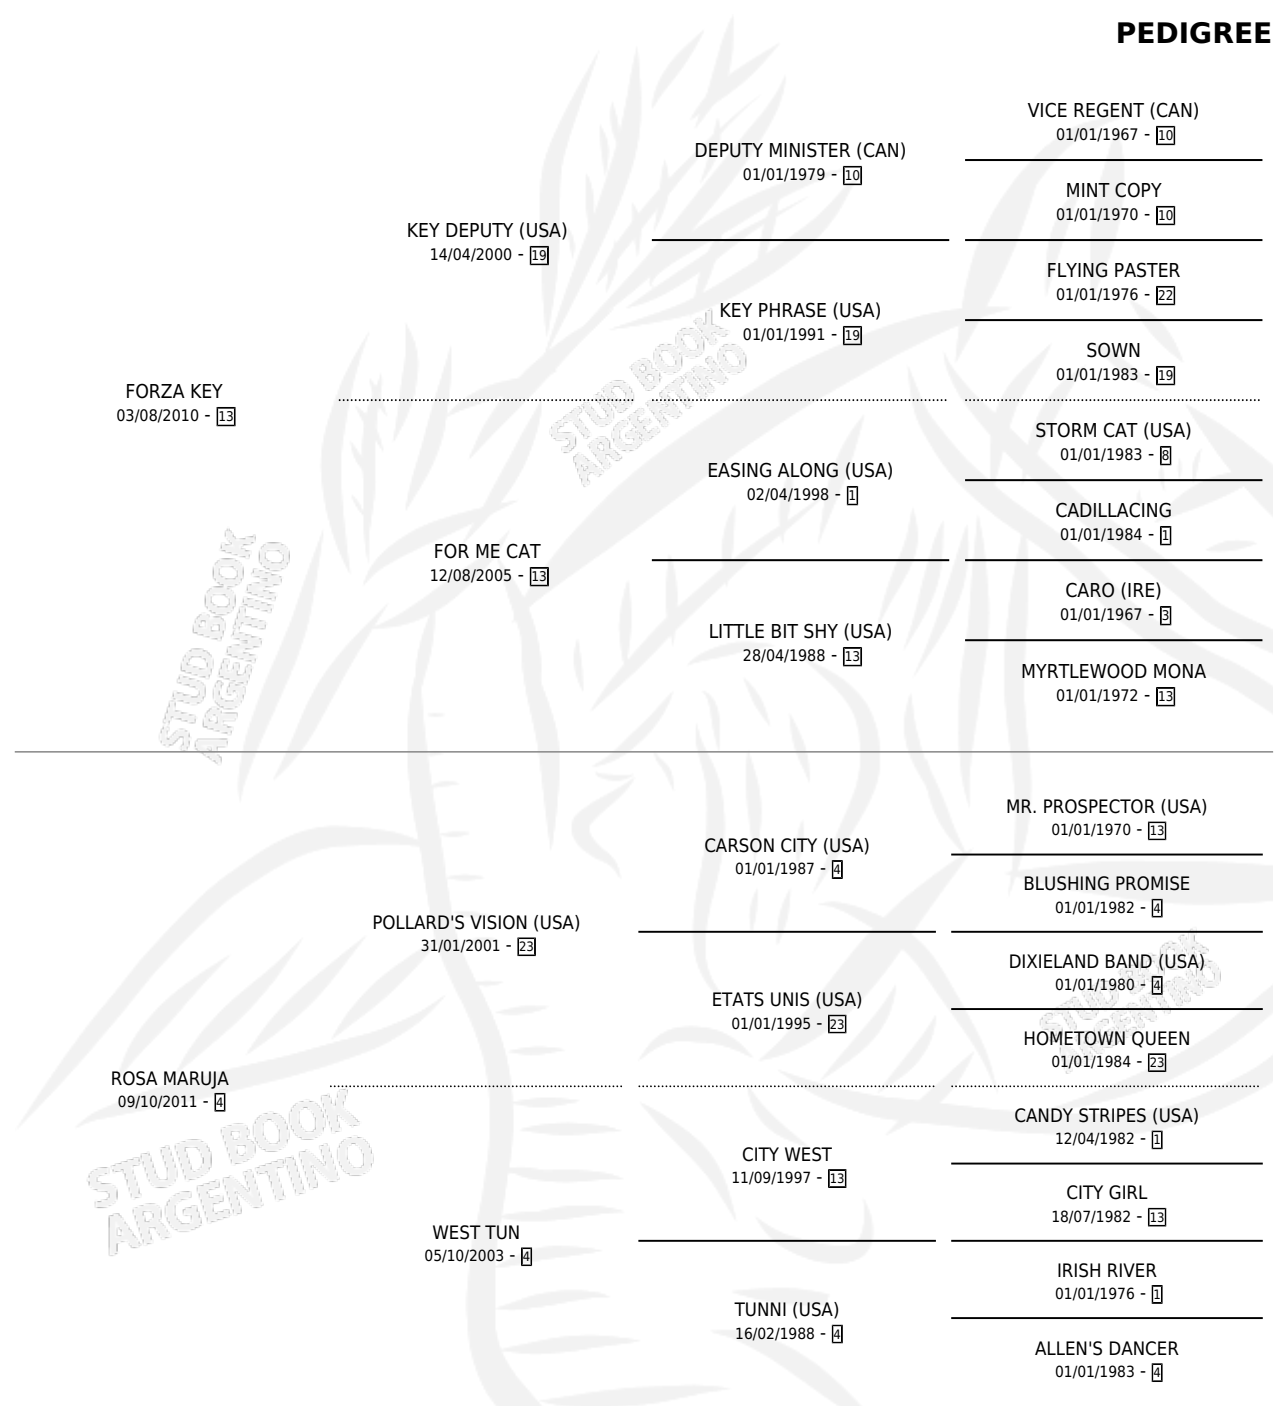 PEDIGREE
VICE REGENT (CAN)
01/01/1967 - 10
DEPUTY MINISTER (CAN)
01/01/1979 - 10
MINT COPY
01/01/1970 - 10
KEY DEPUTY (USA)
14/04/2000 - 19
FLYING PASTER
01/01/1976 - 22
KEY PHRASE (USA)
01/01/1991 - 19
SOWN
01/01/1983 - 19
FORZA KEY
03/08/2010 - 13
STORM CAT (USA)
01/01/1983 - 8
EASING ALONG (USA)
02/04/1998 - 1
CADILLACING
01/01/1984 - 1
FOR ME CAT
12/08/2005 - 13
CARO (IRE)
01/01/1967 - 3
LITTLE BIT SHY (USA)
28/04/1988 - 13
MYRTLEWOOD MONA
01/01/1972 - 13
MR. PROSPECTOR (USA)
01/01/1970 - 13
CARSON CITY (USA)
01/01/1987 - 4
BLUSHING PROMISE
01/01/1982 - 4
POLLARD'S VISION (USA)
31/01/2001 - 23
DIXIELAND BAND (USA)
01/01/1980 - 4
ETATS UNIS (USA)
01/01/1995 - 23
HOMETOWN QUEEN
01/01/1984 - 23
ROSA MARUJA
09/10/2011 - 4
CANDY STRIPES (USA)
12/04/1982 - 1
CITY WEST
11/09/1997 - 13
CITY GIRL
18/07/1982 - 13
WEST TUN
05/10/2003 - 4
IRISH RIVER
01/01/1976 - 1
TUNNI (USA)
16/02/1988 - 4
ALLEN'S DANCER
01/01/1983 - 4
STUD BOOK
ARGENTINO
STUD BOOK
ARGENTINO
STUD BOOK
ARGENTINO
STUD BOOK
ARGENTINO